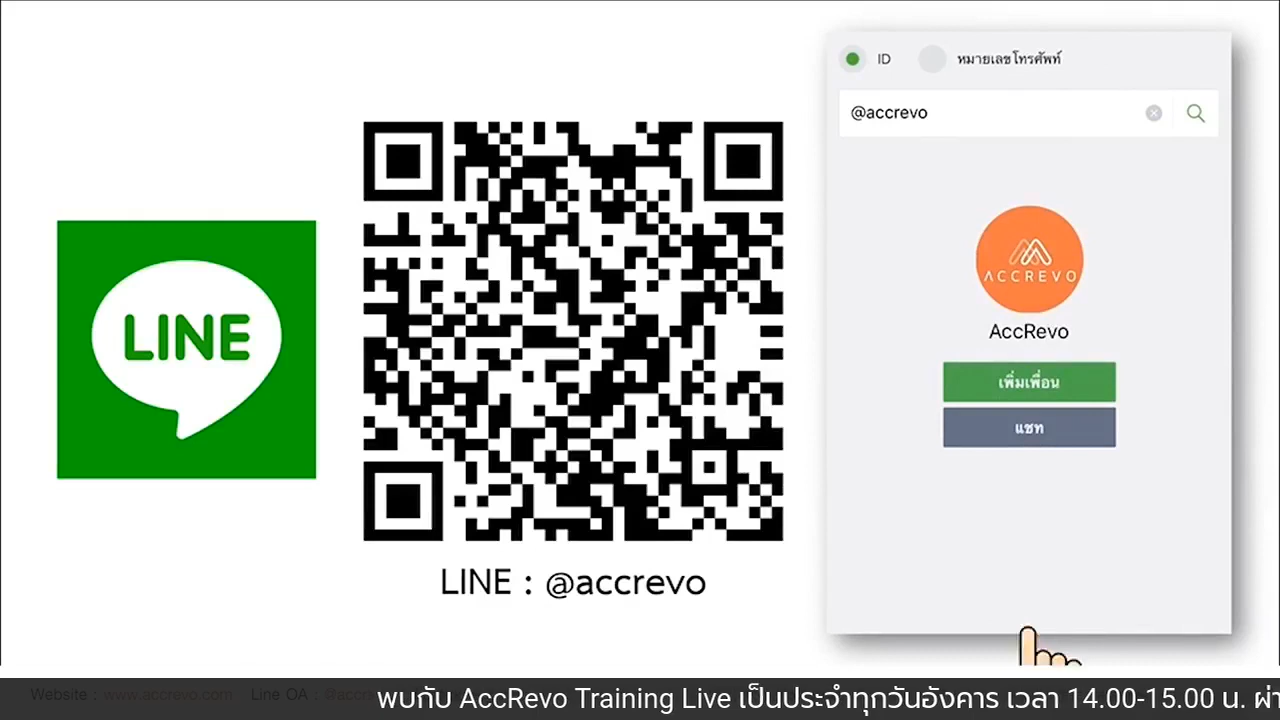 LINE
LINE : @accrevo
ID หมายเลขโทรศัพท์
@accrevo
ACCREVO
AccRevo
เพิ่มเพื่อน
แชท
Website : www.accrevo.com Line OA :
พบกับ AccRevo Training Live เป็นประจำทุกวันอังคาร เวลา 14.00-15.00 น.